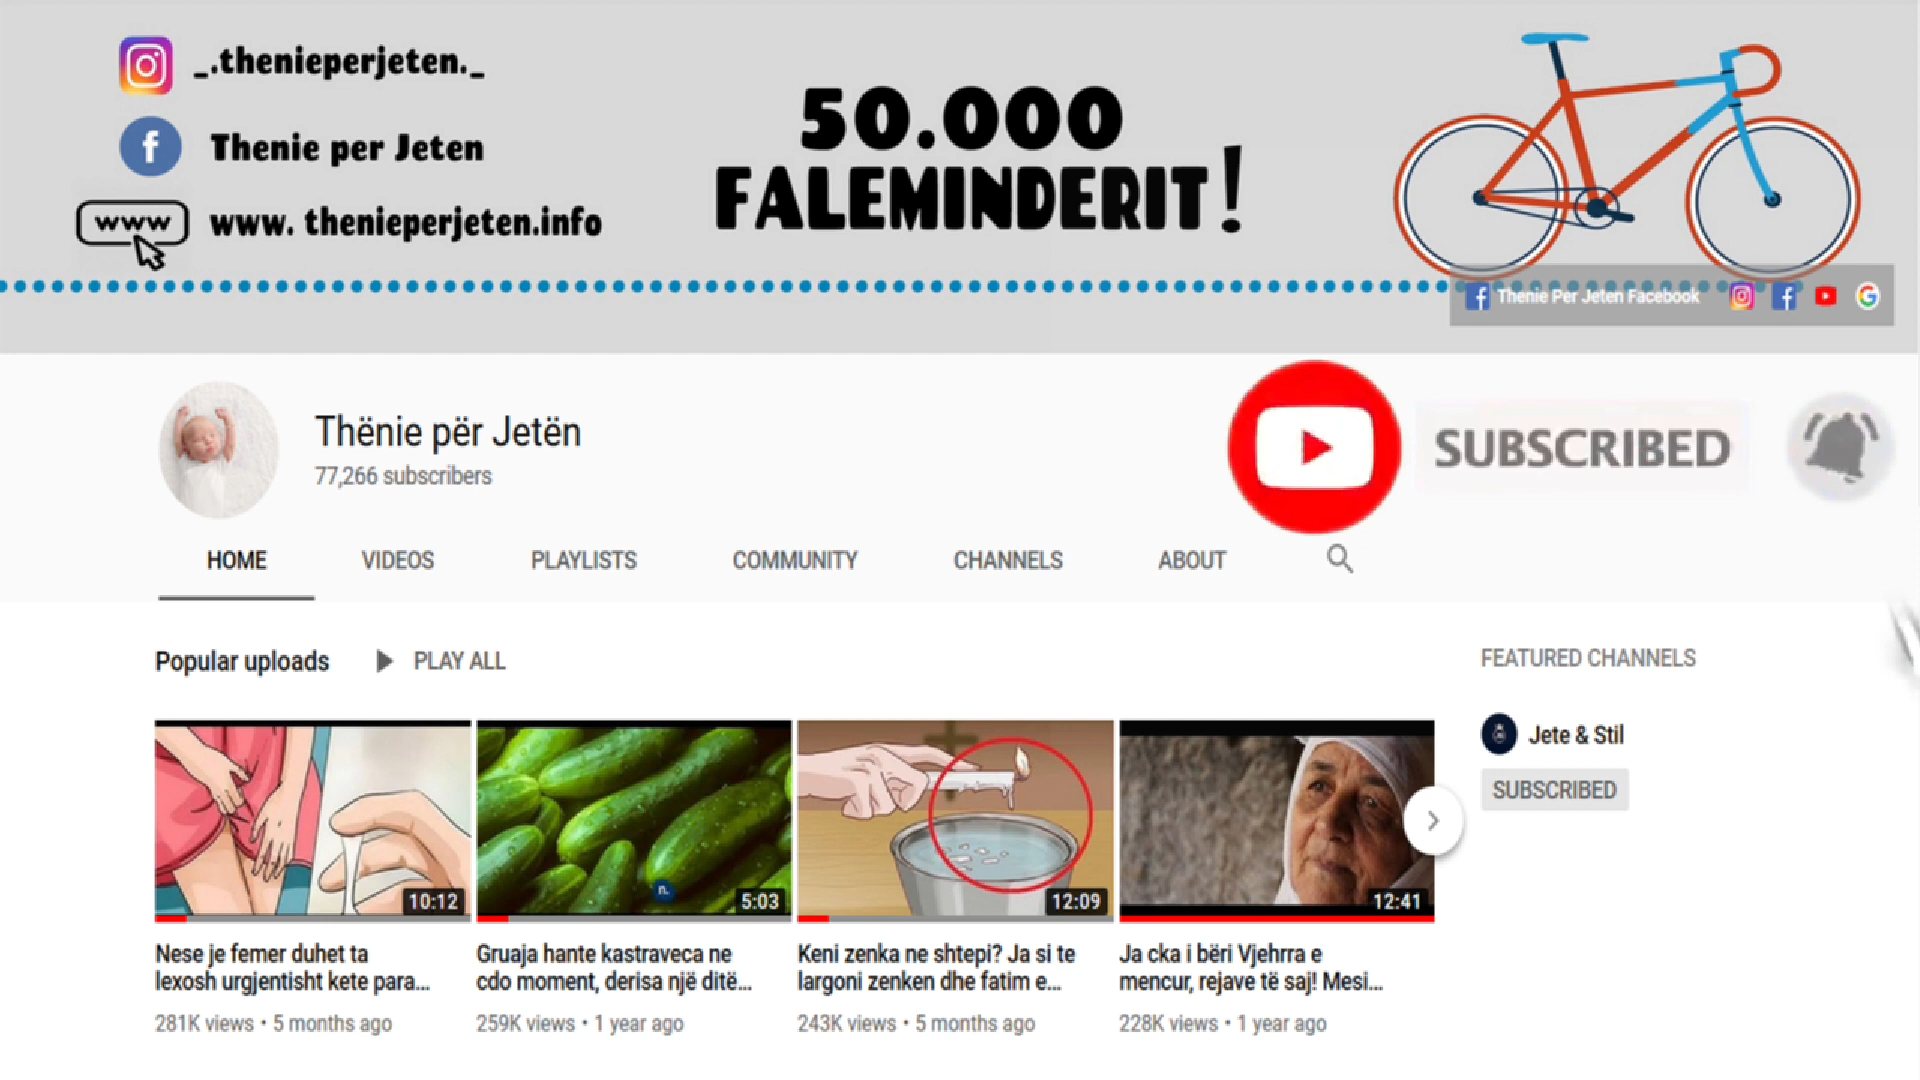 _.thenieperjeten._
Thenie per Jeten
www
www. thenieperjeten.info
50.000
FALEMINDERIT!
Thenie Per Jeten Facebook
Thënie për Jetën
77,266 subscribers
SUBSCRIBED
HOME VIDEOS PLAYLISTS COMMUNITY CHANNELS ABOUT
Popular uploads PLAY ALL
FEATURED CHANNELS
Jete & Stil
SUBSCRIBED
10:12
n.
5:03
12:09
12:41
Nese je femer duhet ta
lexosh urgjentisht kete para...
281K views • 5 months ago
Gruaja hante kastraveca ne
cdo moment, derisa një ditë...
259K views • 1 year ago
Keni zenka ne shtepi? Ja si te
largoni zenken dhe fatim e...
243K views • 5 months ago
Ja cka i bëri Vjehrra e
mencur, rejave të saj! Mesi...
228K views • 1 year ago